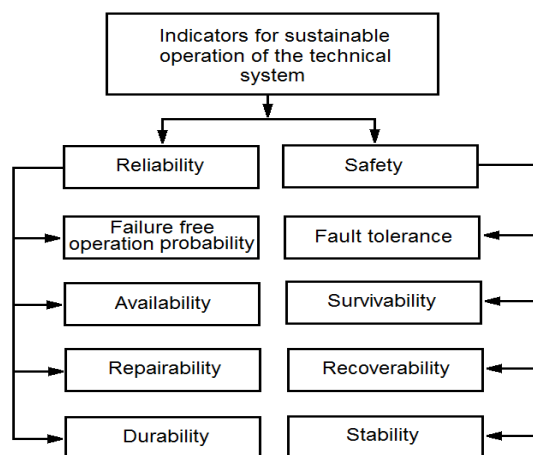 Indicators for sustainable
operation of the technical
system
Reliability
Safety
Failure free
operation probability
Fault tolerance
Availability
Survivability
Repairability
Recoverability
Durability
Stability